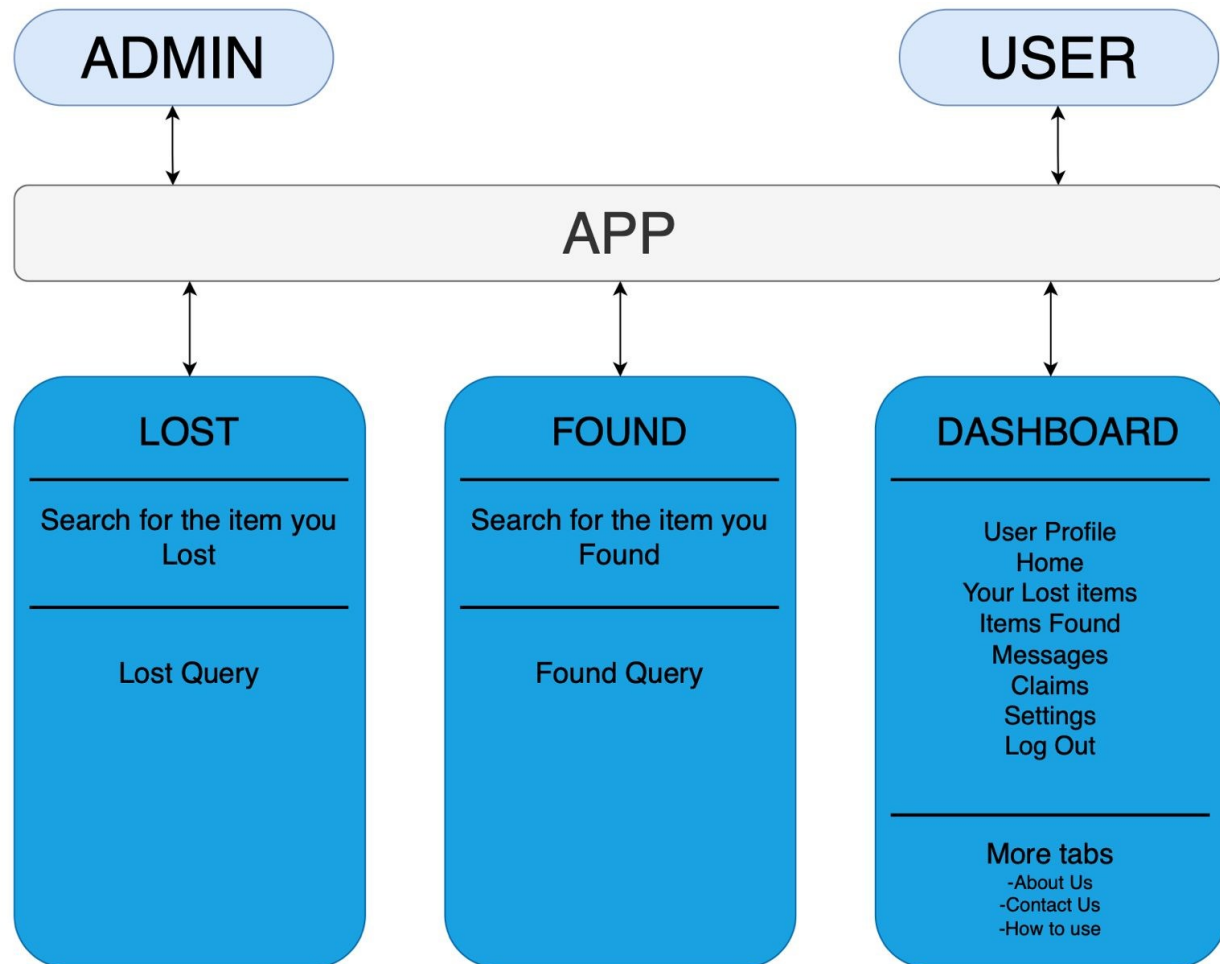 ADMIN
USER
APP
LOST
Search for the item you
Lost
Lost Query
FOUND
Search for the item you
Found
Found Query
DASHBOARD
User Profile
Home
Your Lost items
Items Found
Messages
Claims
Settings
Log Out
More tabs
-About Us
-Contact Us
-How to use